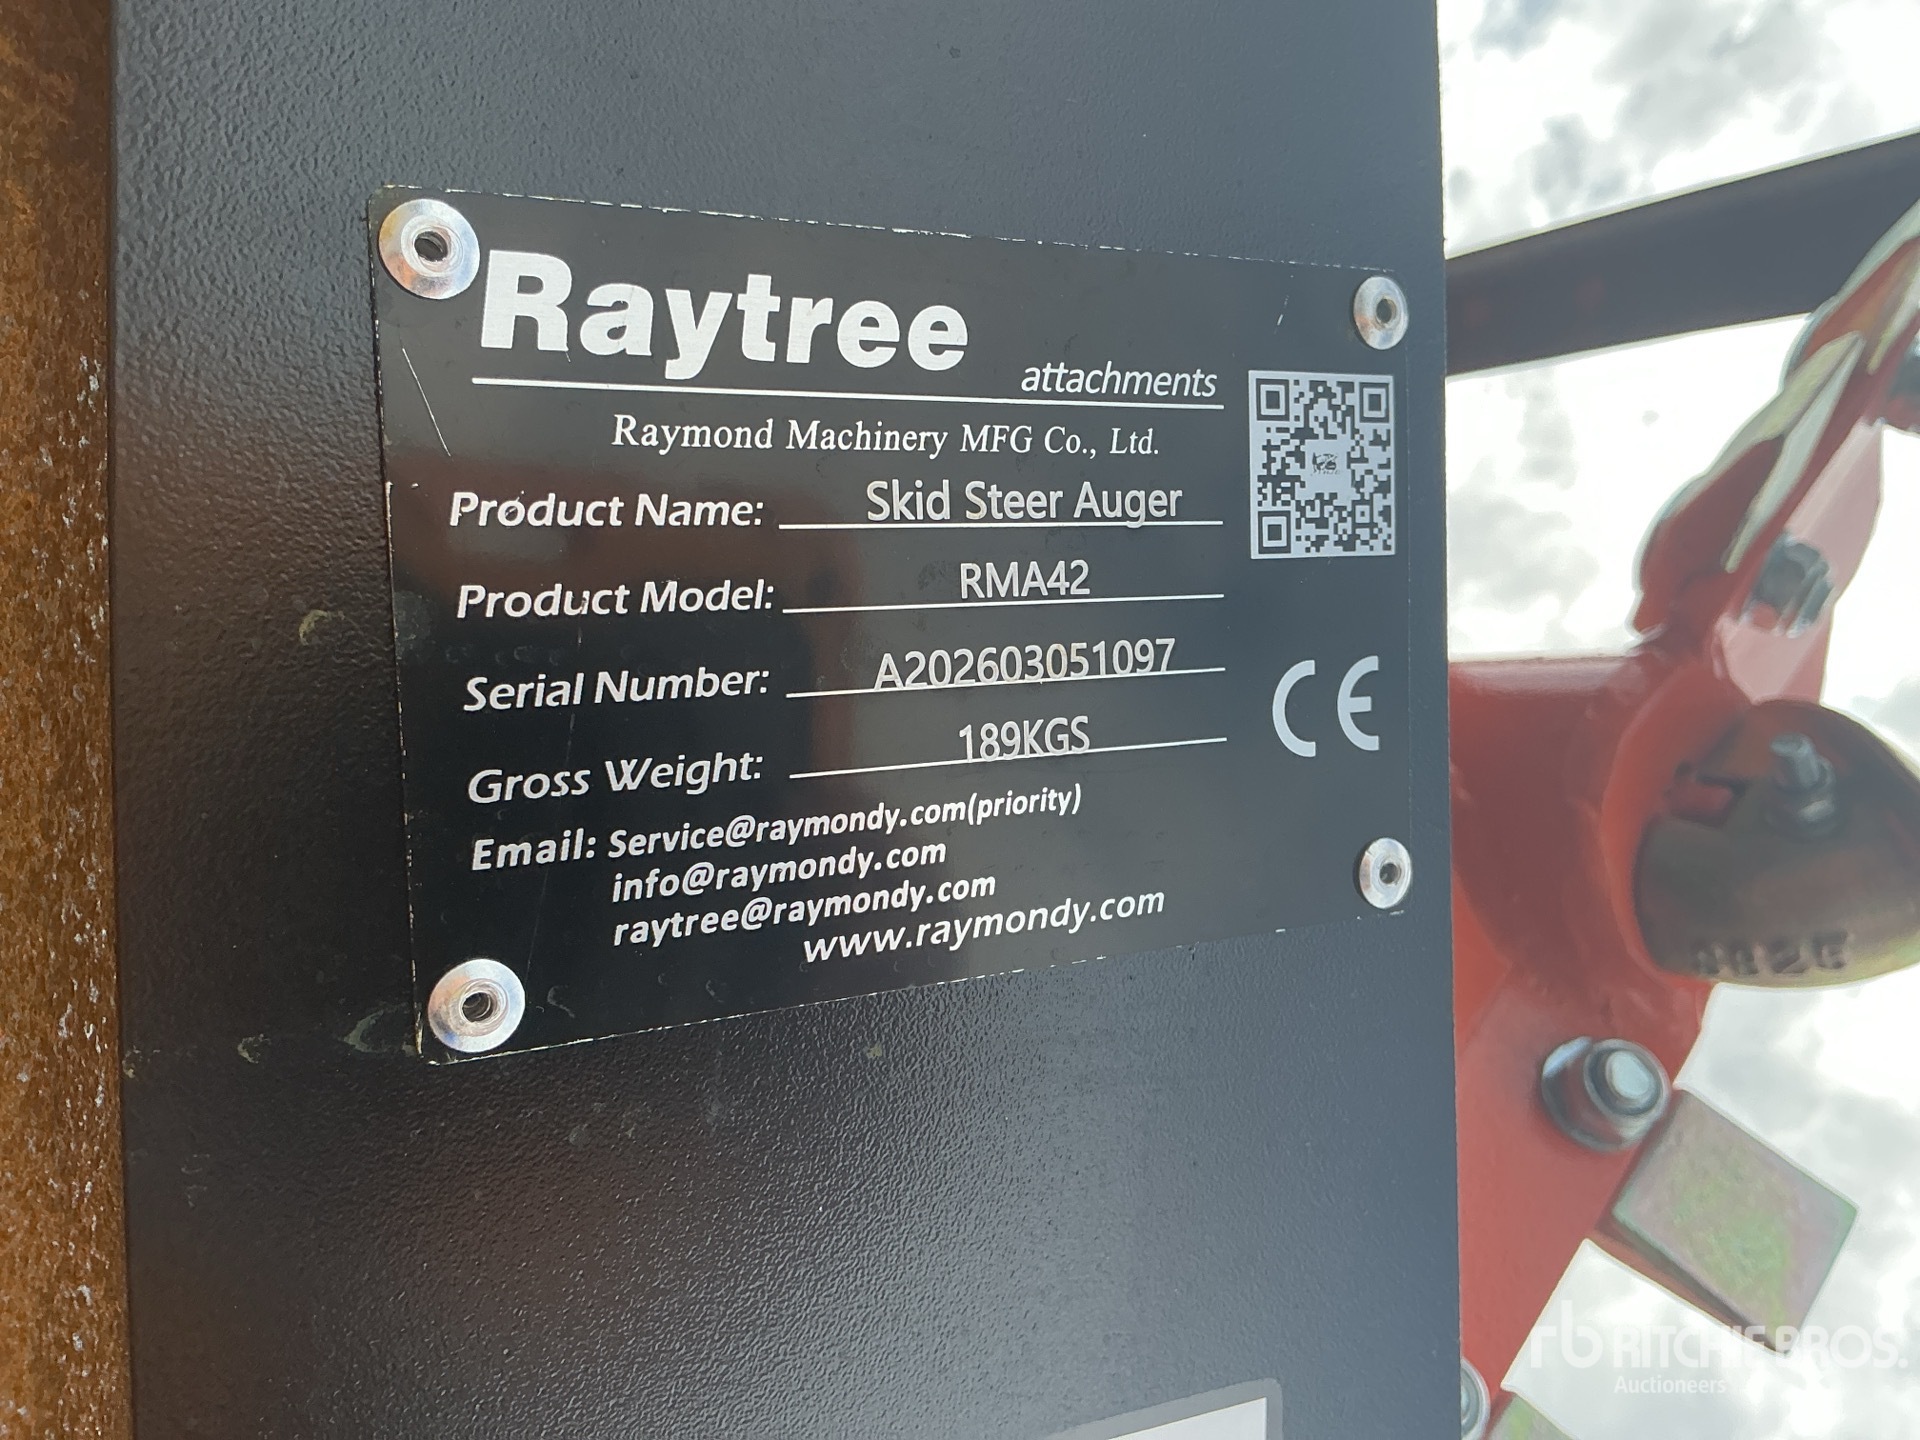 Raytree
attachments
Raymond Machinery MFG Co., Ltd.
Product Name: Skid Steer Auger
Product Model: RMA42
Serial Number: A202603051097
Gross Weight: 189KGS
CE
Email: Service@raymondy.com(priority)
info@raymondy.com
raytree@raymondy.com
www.raymondy.com
rb RITCHIE BROS.
Auctioneers